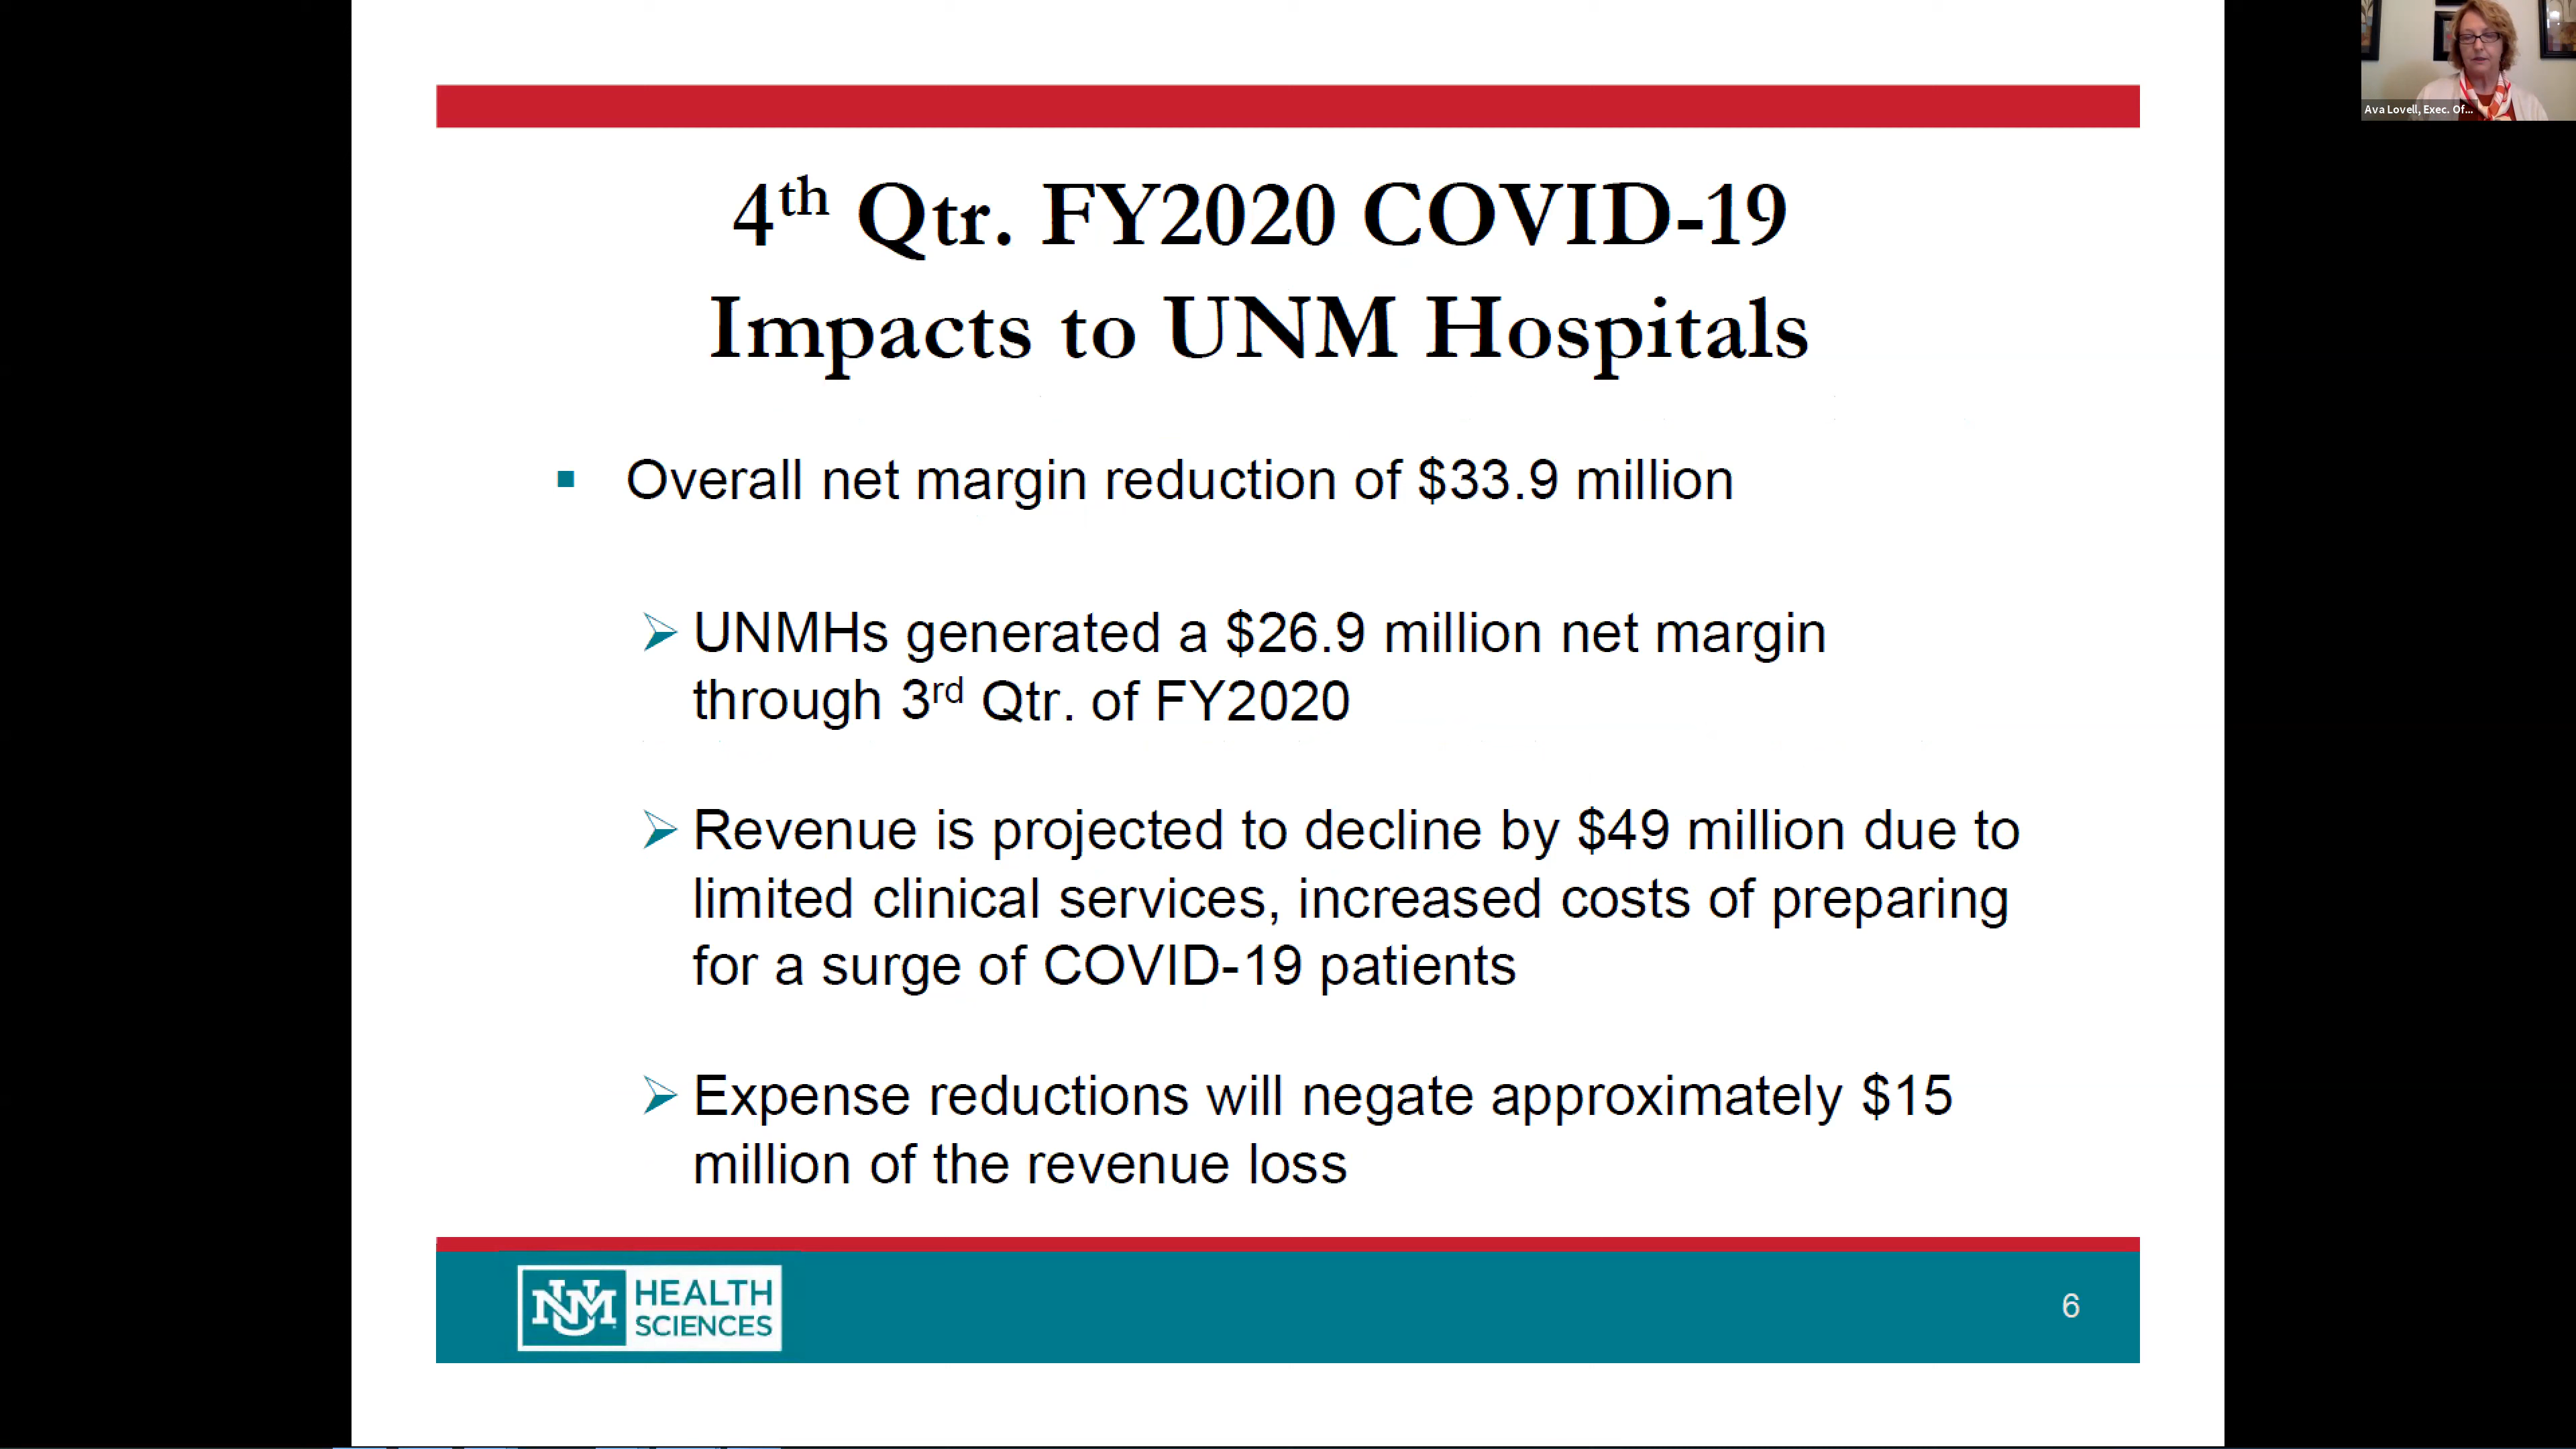 Ava Lovell, Exec. Of...
4th Qtr. FY2020 COVID-19
Impacts to UNM Hospitals
Overall net margin reduction of $33.9 million
UNMHs generated a $26.9 million net margin
through 3rd Qtr. of FY2020
Revenue is projected to decline by $49 million due to
limited clinical services, increased costs of preparing
for a surge of COVID-19 patients
Expense reductions will negate approximately $15
million of the revenue loss
UNM HEALTH
SCIENCES
6